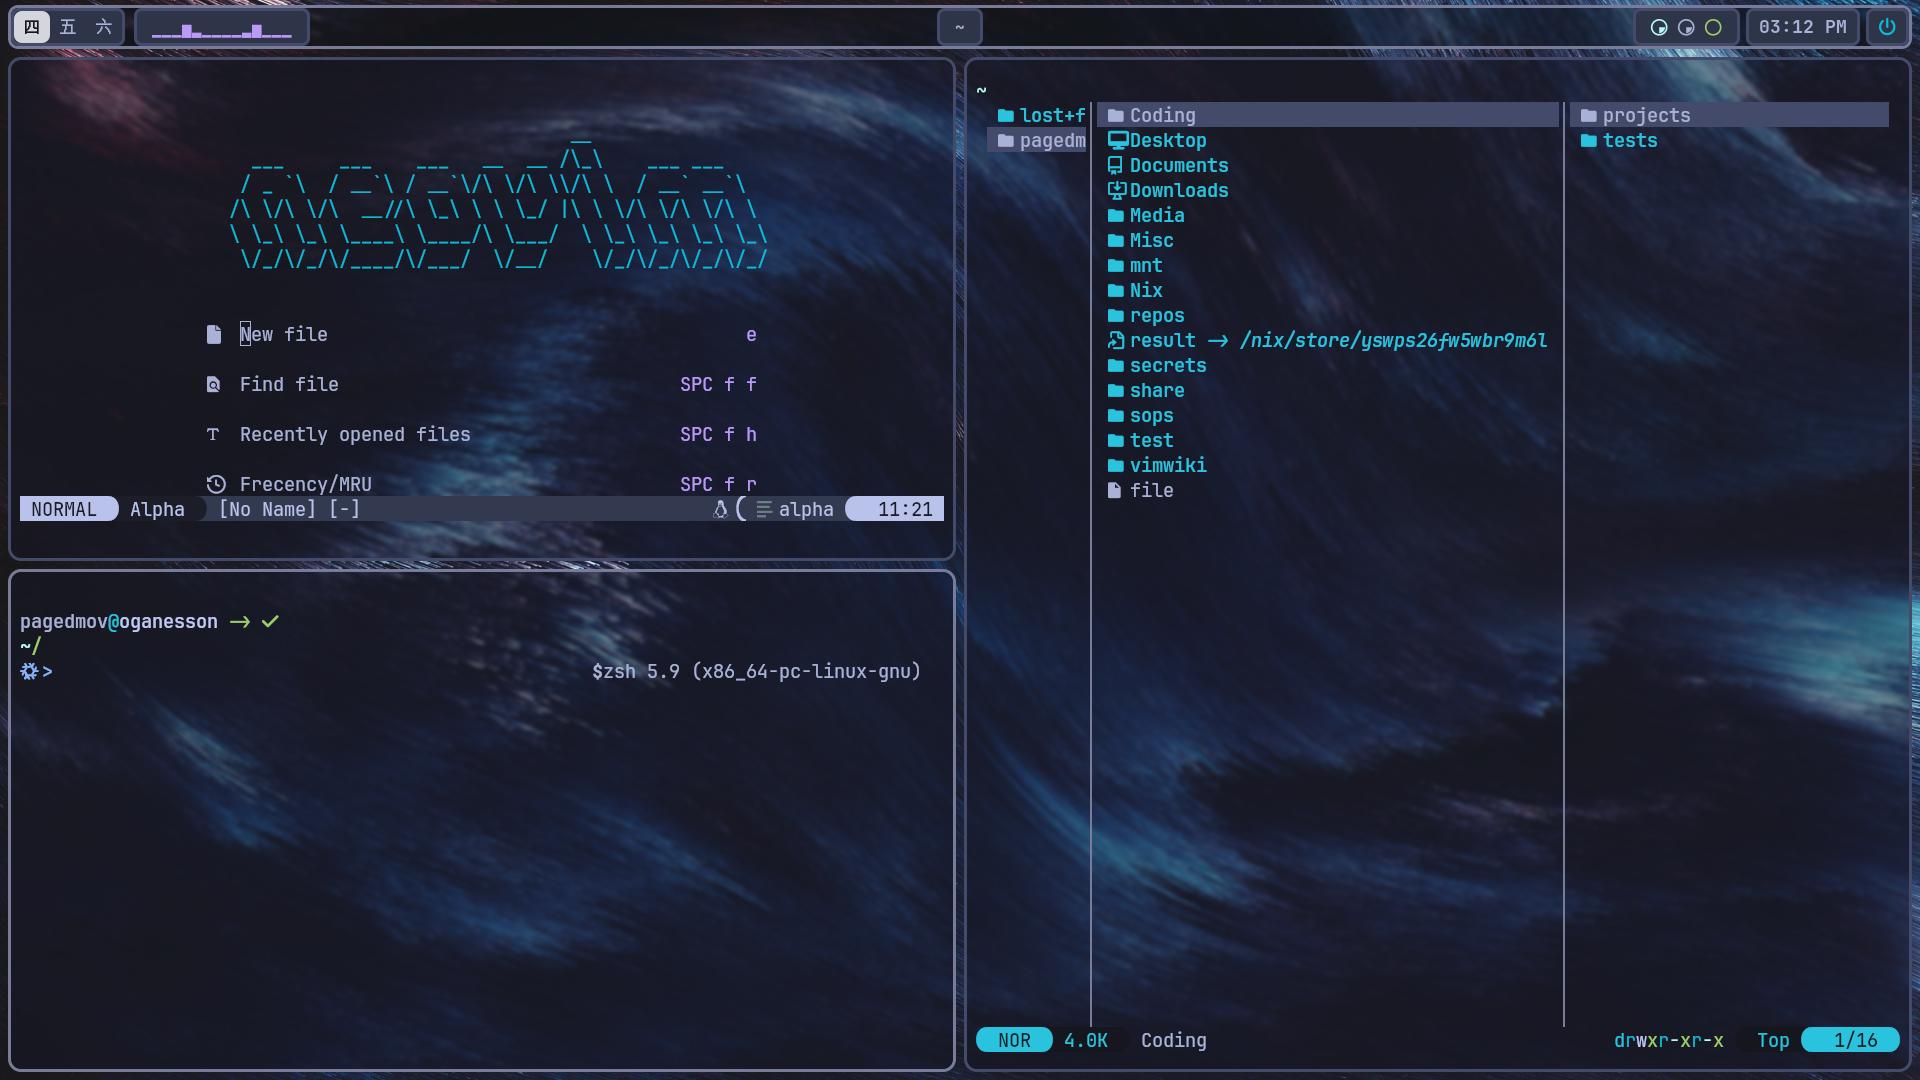 四 五 六
~
03:12 PM
New file e
Find file SPC f f
Recently opened files SPC f h
Frecency/MRU SPC f r
NORMAL Alpha [No Name] [-] alpha 11:21
pagedmov@oganesson ->
~/
> $zsh 5.9 (x86_64-pc-linux-gnu)
~
lost+f
pagedm
Coding
Desktop
Documents
Downloads
Media
Misc
mnt
Nix
repos
result -> /nix/store/yswps26fw5wbr9m6l
secrets
share
sops
test
vimwiki
file
projects
tests
NOR 4.0K Coding drwxr-xr-x Top 1/16